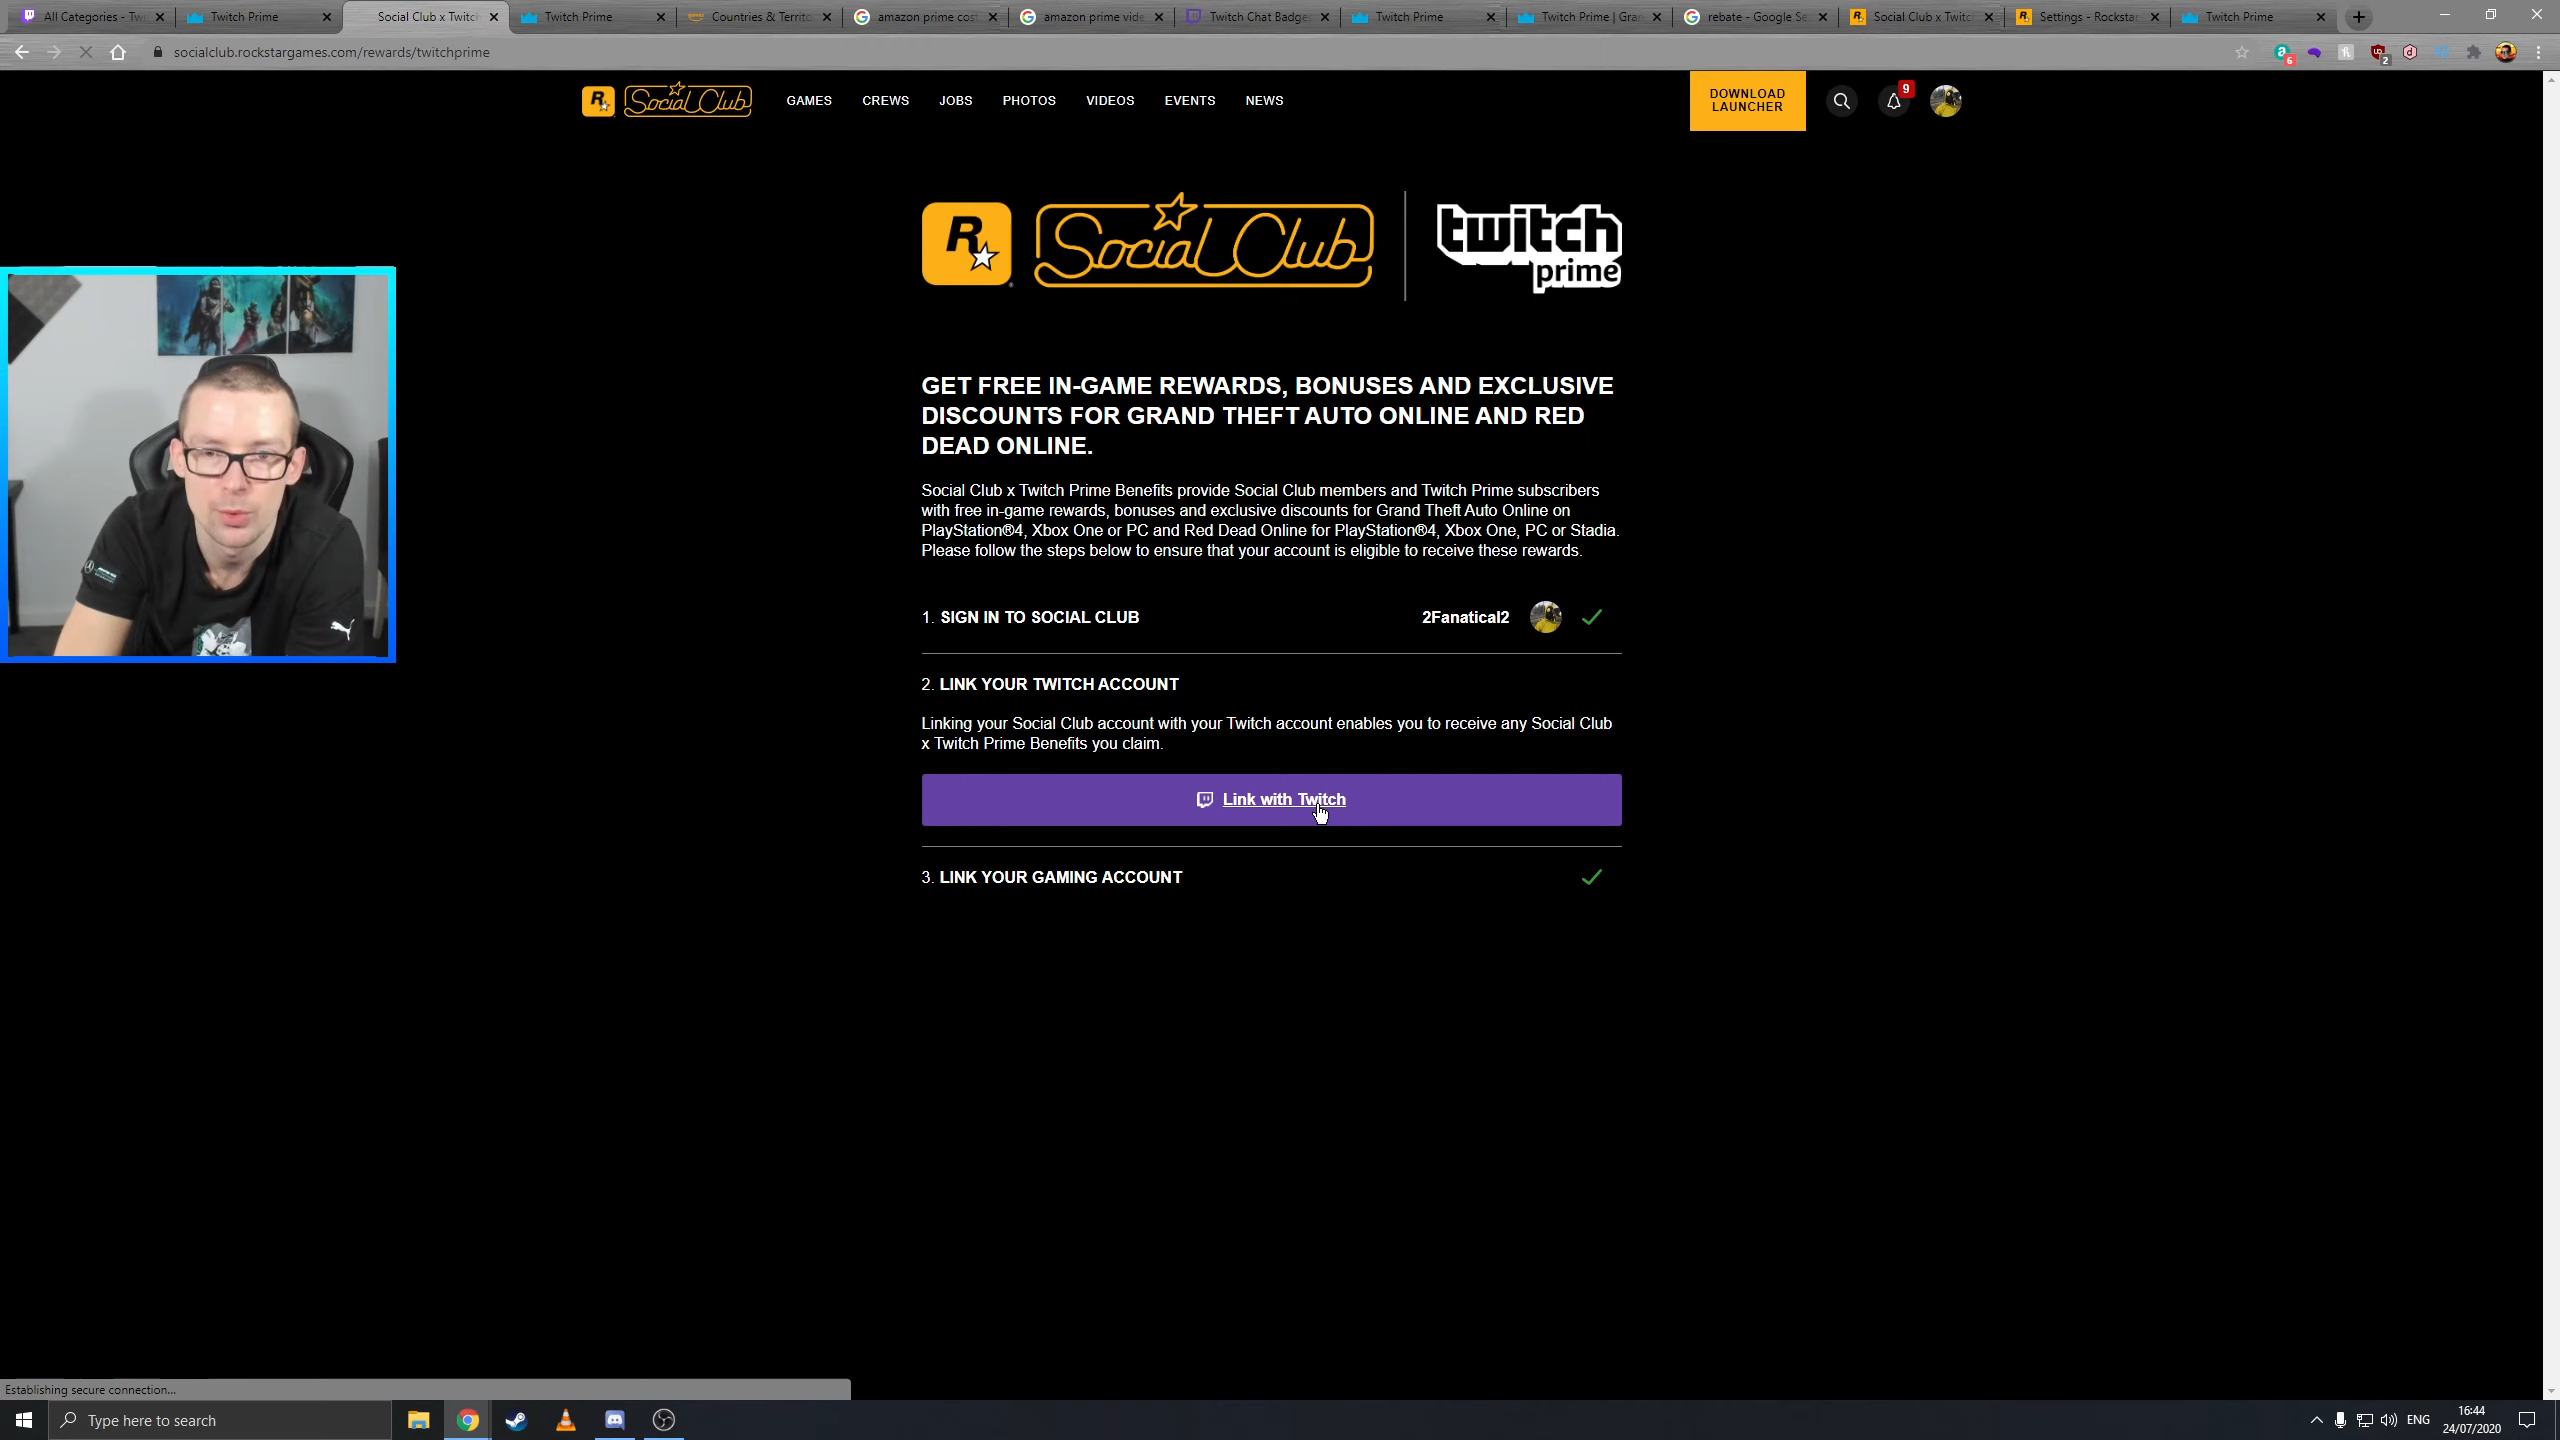 All Categories - Tw
Twitch Prime
Social Club x Twitch
Twitch Prime
Countries & Territo
amazon prime cost
amazon prime vide
Twitch Chat Badge
Twitch Prime
Twitch Prime | Gran
rebate - Google Se
Social Club x Twitc
Settings - Rockstar
Twitch Prime
socialclub.rockstargames.com/rewards/twitchprime
6
2
R Social Club
GAMES CREWS JOBS PHOTOS VIDEOS EVENTS NEWS
DOWNLOAD
LAUNCHER
9
R Social Club twitch
prime
GET FREE IN-GAME REWARDS, BONUSES AND EXCLUSIVE
DISCOUNTS FOR GRAND THEFT AUTO ONLINE AND RED
DEAD ONLINE.
Social Club x Twitch Prime Benefits provide Social Club members and Twitch Prime subscribers
with free in-game rewards, bonuses and exclusive discounts for Grand Theft Auto Online on
PlayStation®4, Xbox One or PC and Red Dead Online for PlayStation®4, Xbox One, PC or Stadia.
Please follow the steps below to ensure that your account is eligible to receive these rewards.
1. SIGN IN TO SOCIAL CLUB 2Fanatical2
2. LINK YOUR TWITCH ACCOUNT
Linking your Social Club account with your Twitch account enables you to receive any Social Club
x Twitch Prime Benefits you claim.
Link with Twitch
3. LINK YOUR GAMING ACCOUNT
Establishing secure connection...
Type here to search
ENG
16:44
24/07/2020